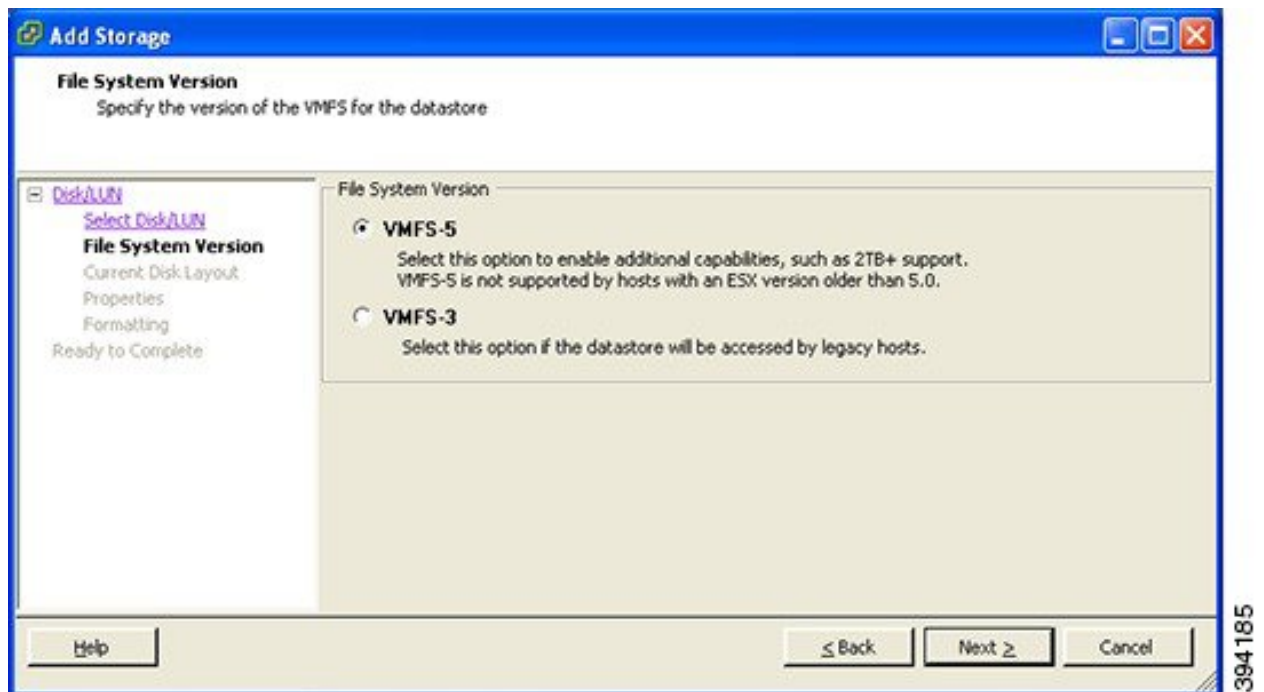 Add Storage
File System Version
Specify the version of the VMFS for the datastore
Disk/LUN
Select Disk/LUN
File System Version
Current Disk Layout
Properties
Formatting
Ready to Complete
File System Version
VMFS-5
Select this option to enable additional capabilities, such as 2TB+ support.
VMFS-5 is not supported by hosts with an ESX version older than 5.0.
VMFS-3
Select this option if the datastore will be accessed by legacy hosts.
Help
≤ Back
Next ≥
Cancel
394185